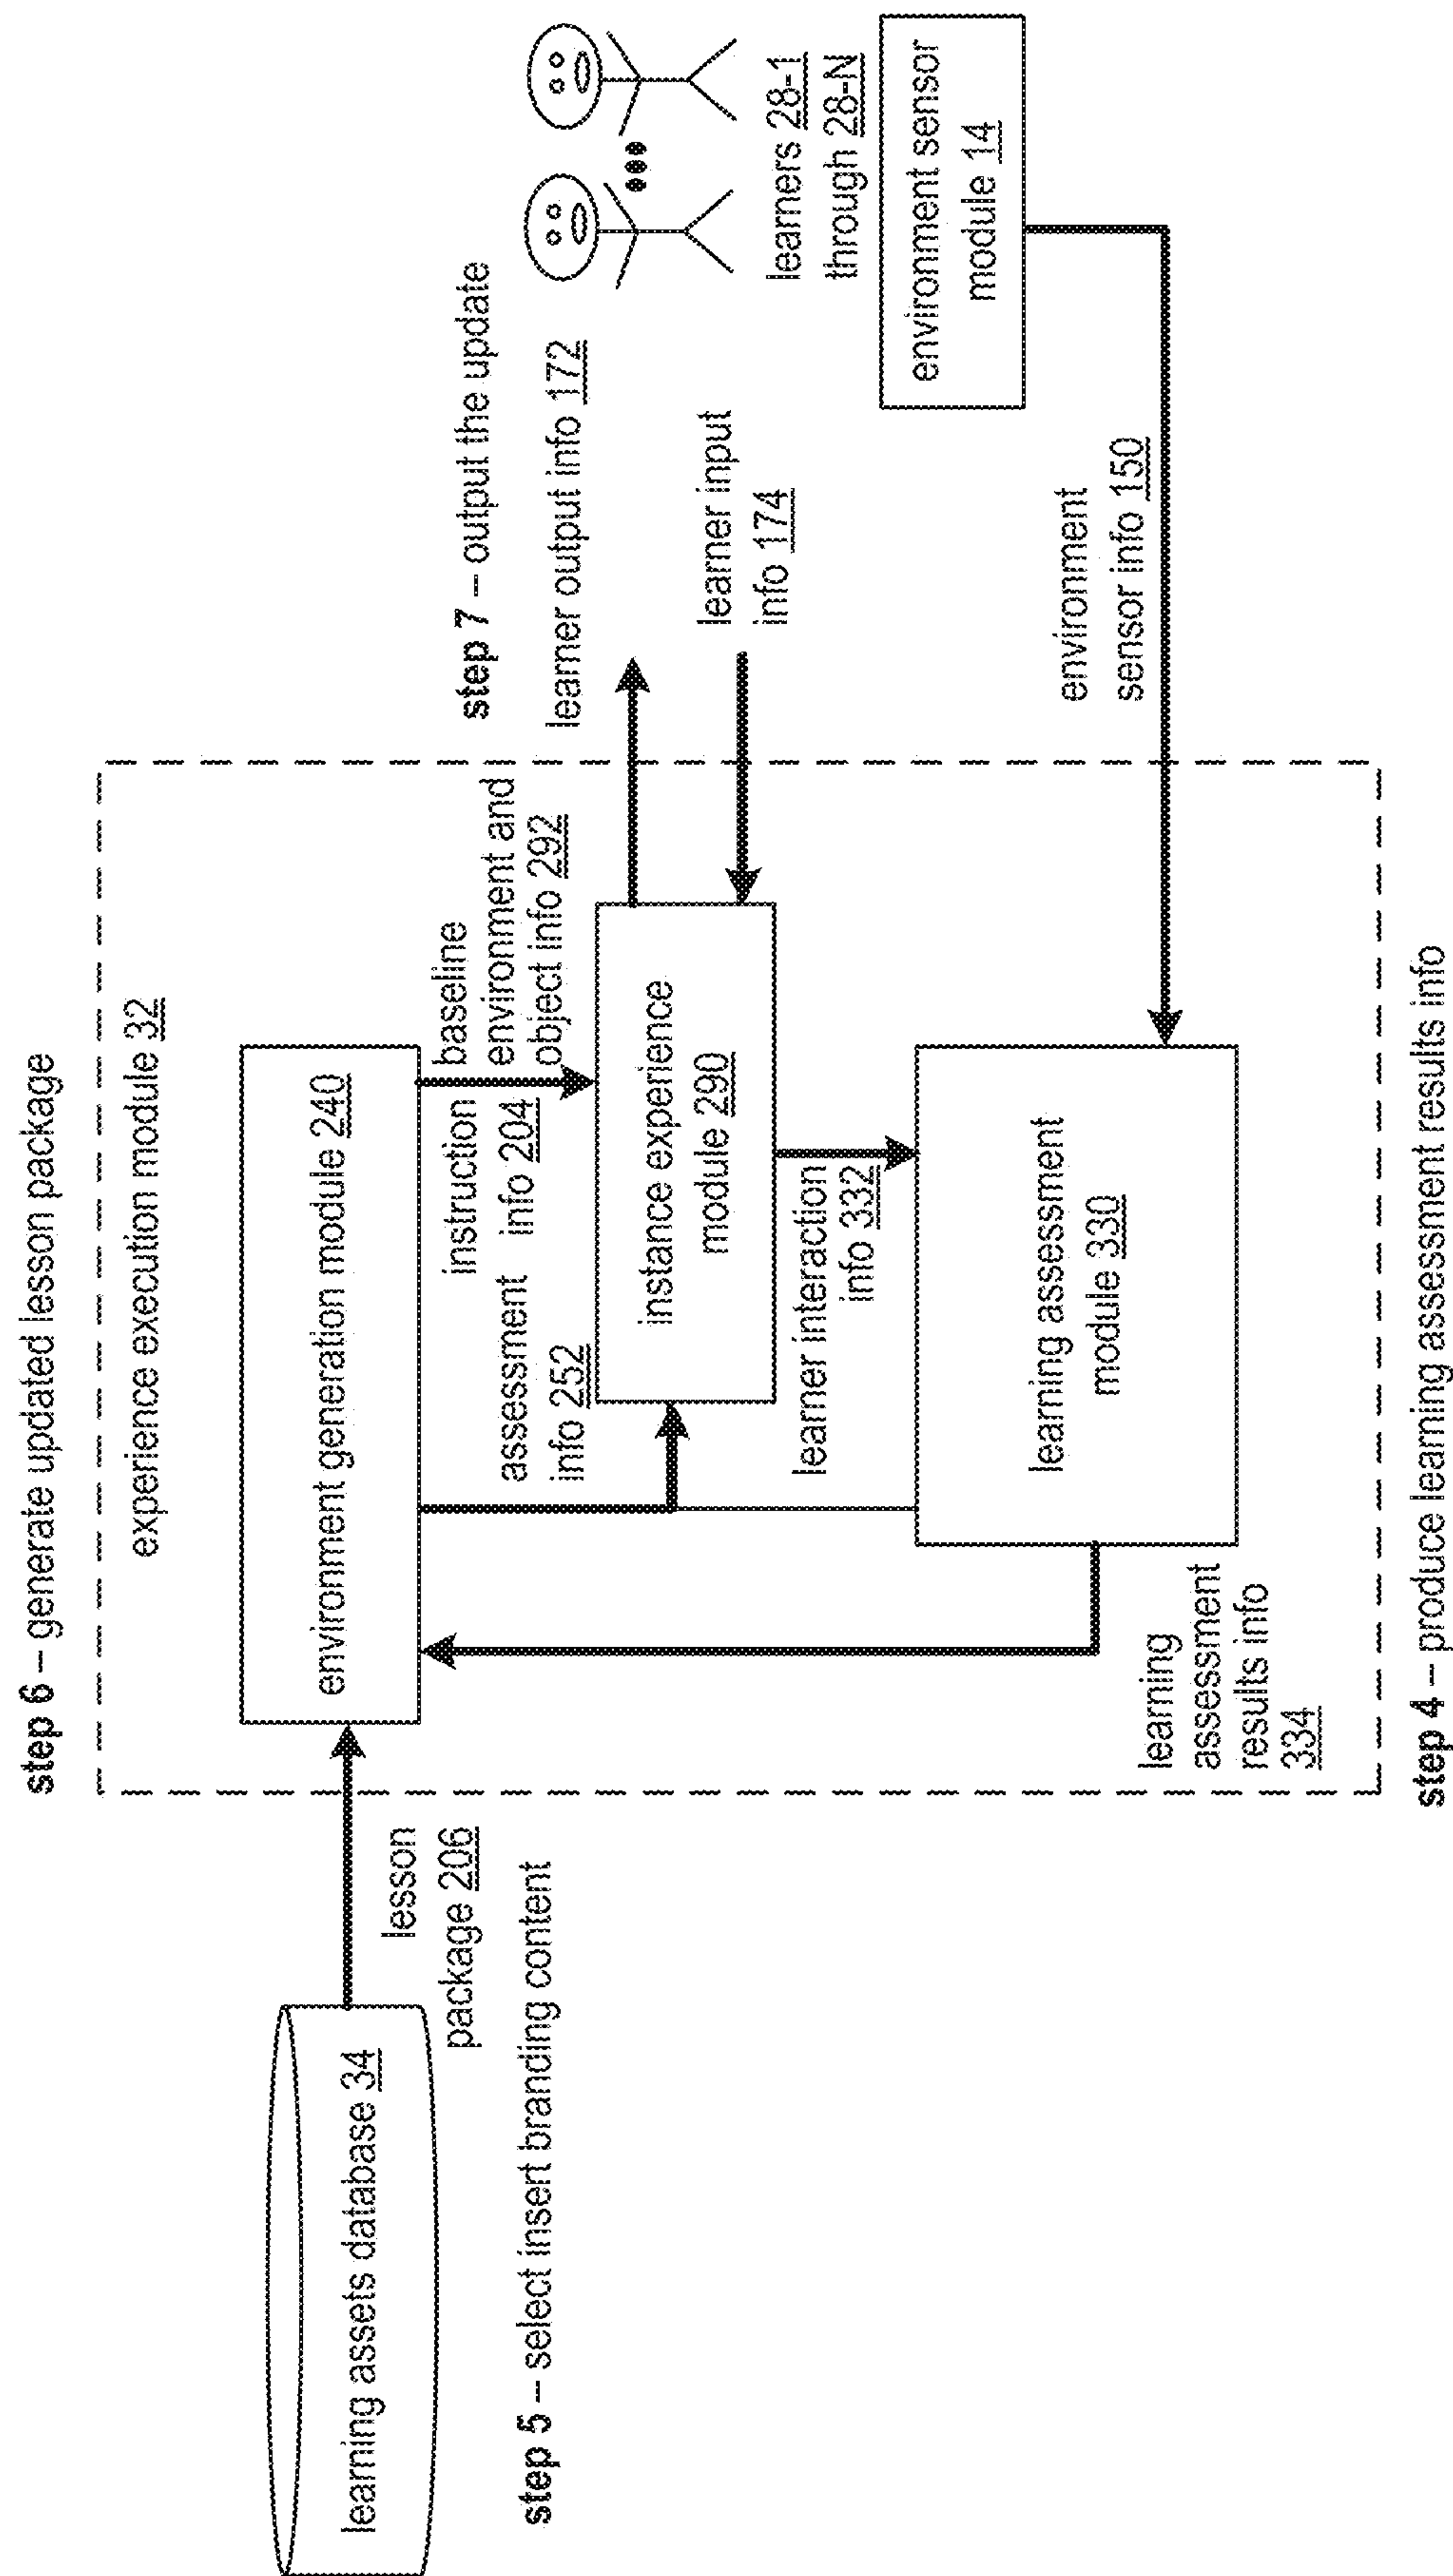 step 6 – generate updated lesson package
experience execution module 32
learning assets database 34
lesson
package 206
step 5 – select insert branding content
environment generation module 240
assessment
info 252
instruction
info 204
baseline
environment and
object info 292
instance experience
module 290
learner interaction
info 332
learning assessment
module 330
learning
assessment
results info
334
step 4 – produce learning assessment results info
step 7 – output the update
learner output info 172
learner input
info 174
learners 28-1
through 28-N
environment sensor
module 14
environment
sensor info 150